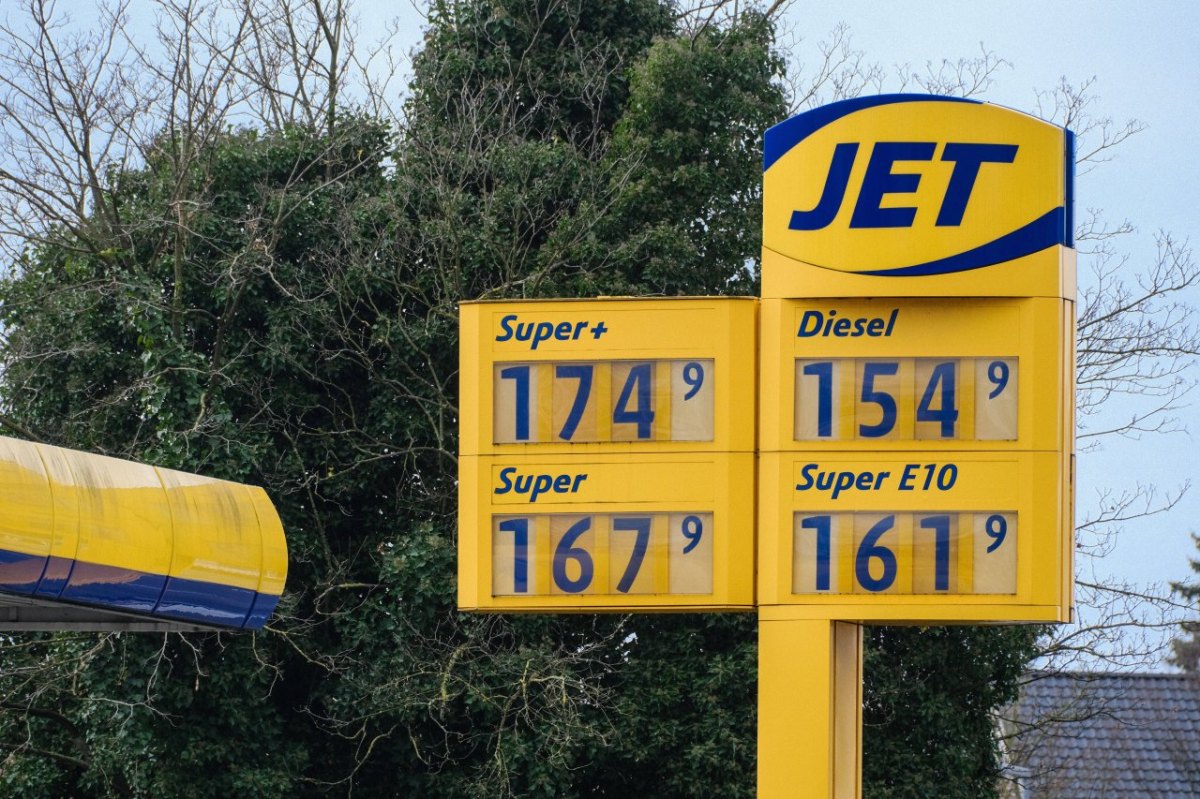 JET
Super+
174 9
Super
167 9
Diesel
154 9
Super E10
161 9